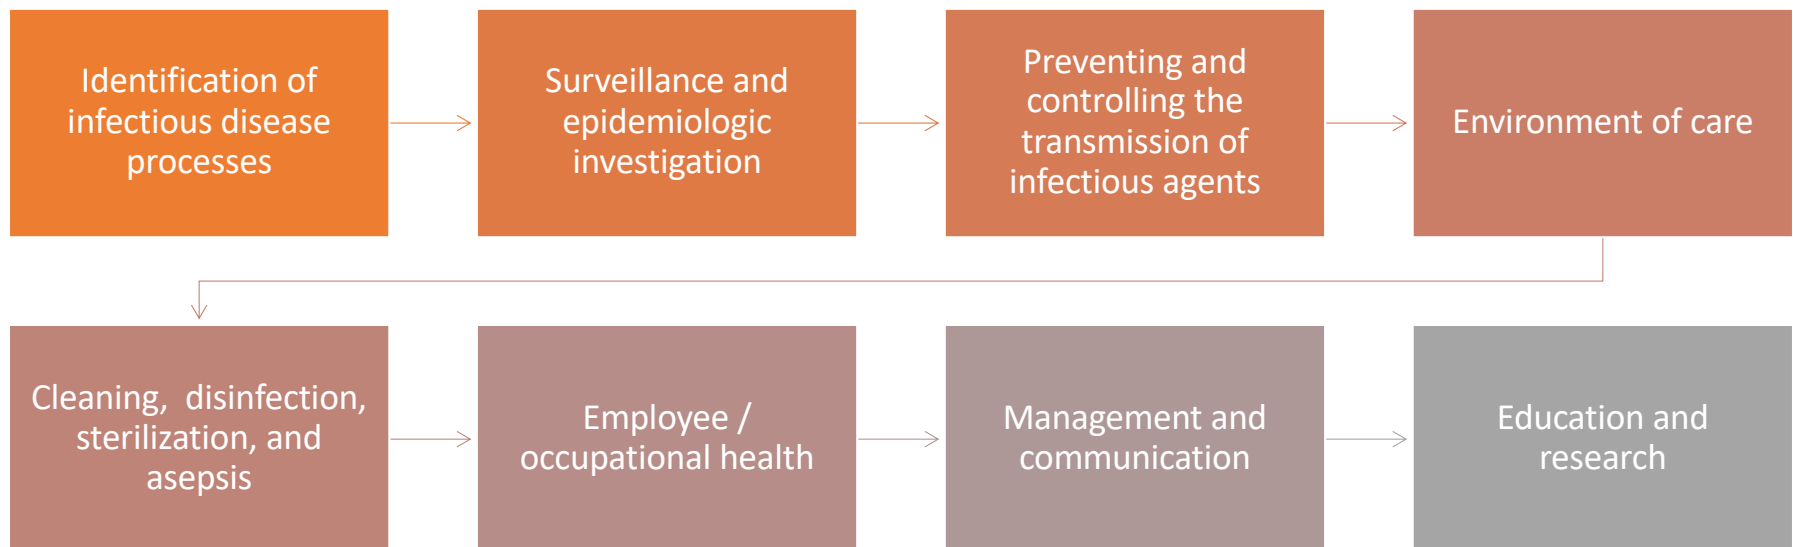 Identification of
infectious disease
processes
Surveillance and
epidemiologic
investigation
Preventing and
controlling the
transmission of
infectious agents
Environment of care
Cleaning,  disinfection,
sterilization, and
asepsis
Employee /
occupational health
Management and
communication
Education and
research